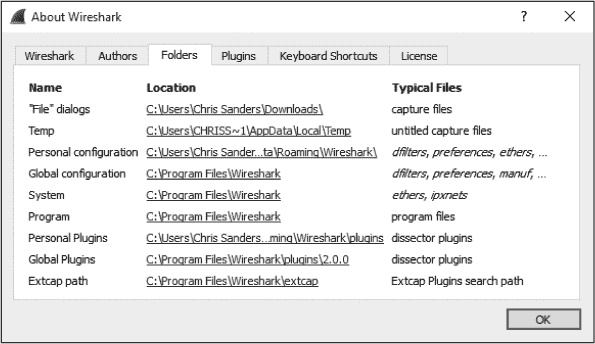 About Wireshark ? ×
Wireshark Authors Folders Plugins Keyboard Shortcuts License
Name Location Typical Files
"File" dialogs C:\Users\Chris Sanders\Downloads\ capture files
Temp C:\Users\CHRISS~1\AppData\Local\Temp untitled capture files
Personal configuration C:\Users\Chris Sander...ta\Roaming\Wireshark\ dfilters, preferences, ethers, ...
Global configuration C:\Program Files\Wireshark dfilters, preferences, manuf, ...
System C:\Program Files\Wireshark ethers, ipxnets
Program C:\Program Files\Wireshark program files
Personal Plugins C:\Users\Chris Sanders...ming\Wireshark\plugins dissector plugins
Global Plugins C:\Program Files\Wireshark\plugins\2.0.0 dissector plugins
Extcap path C:\Program Files\Wireshark\extcap Extcap Plugins search path
OK